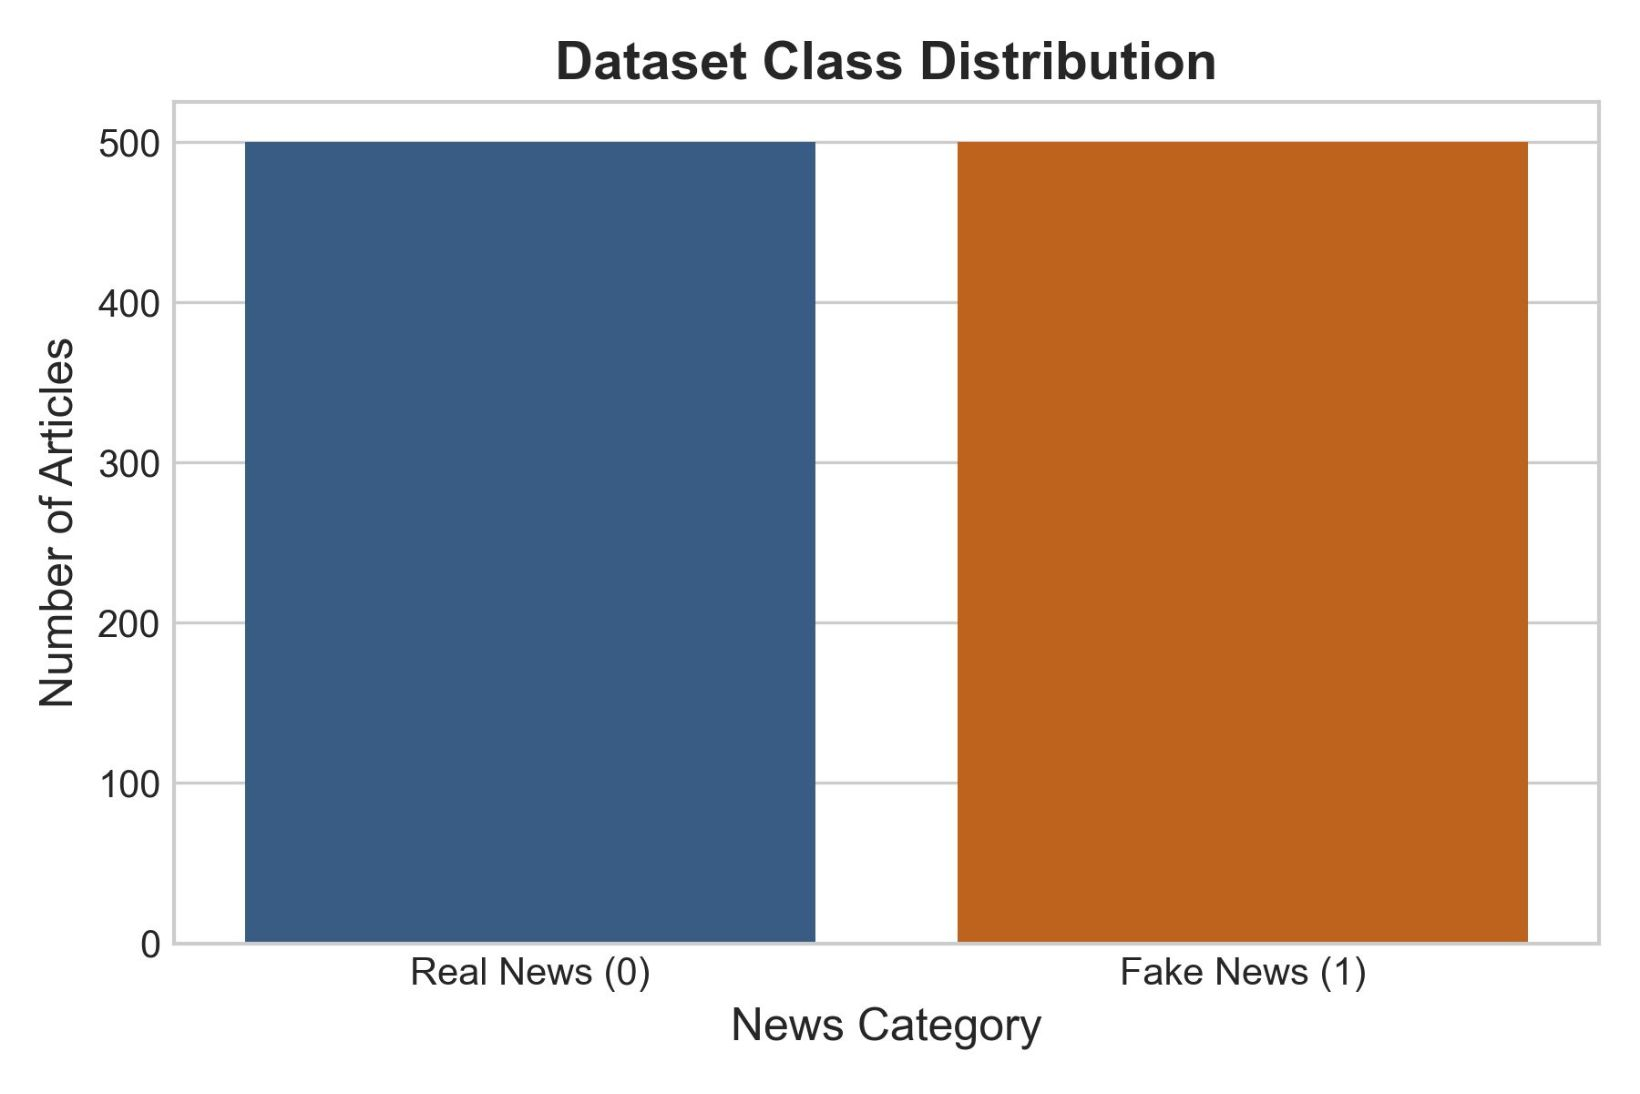 Dataset Class Distribution
500
400
300
200
100
0
Number of Articles
Real News (0)
Fake News (1)
News Category